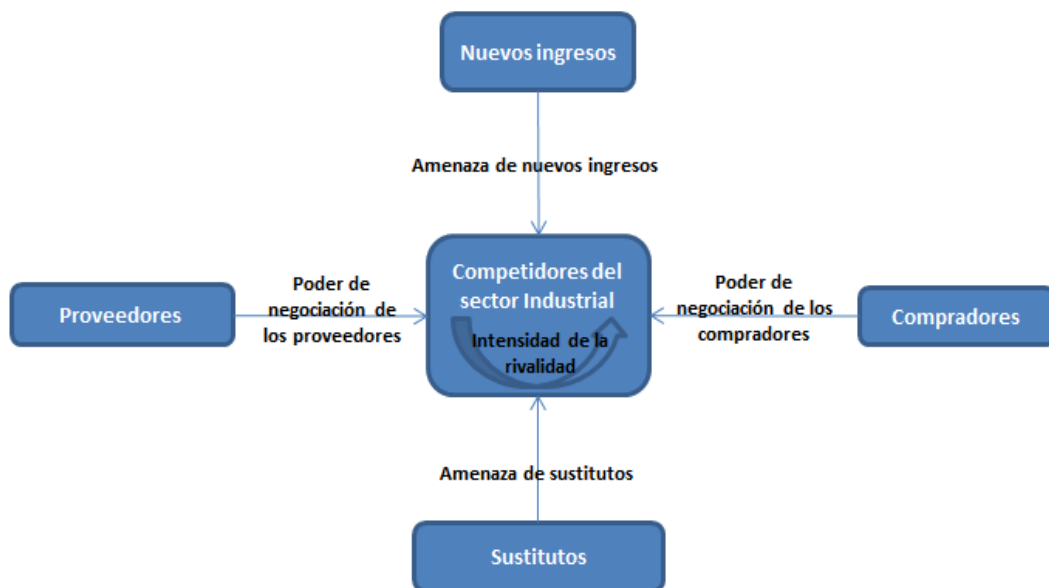 Nuevos ingresos
Amenaza de nuevos ingresos
Competidores del
sector Industrial
Intensidad de la
rivalidad
Proveedores
Poder de
negociación de
los proveedores
Poder de
negociación de los
compradores
Compradores
Amenaza de sustitutos
Sustitutos